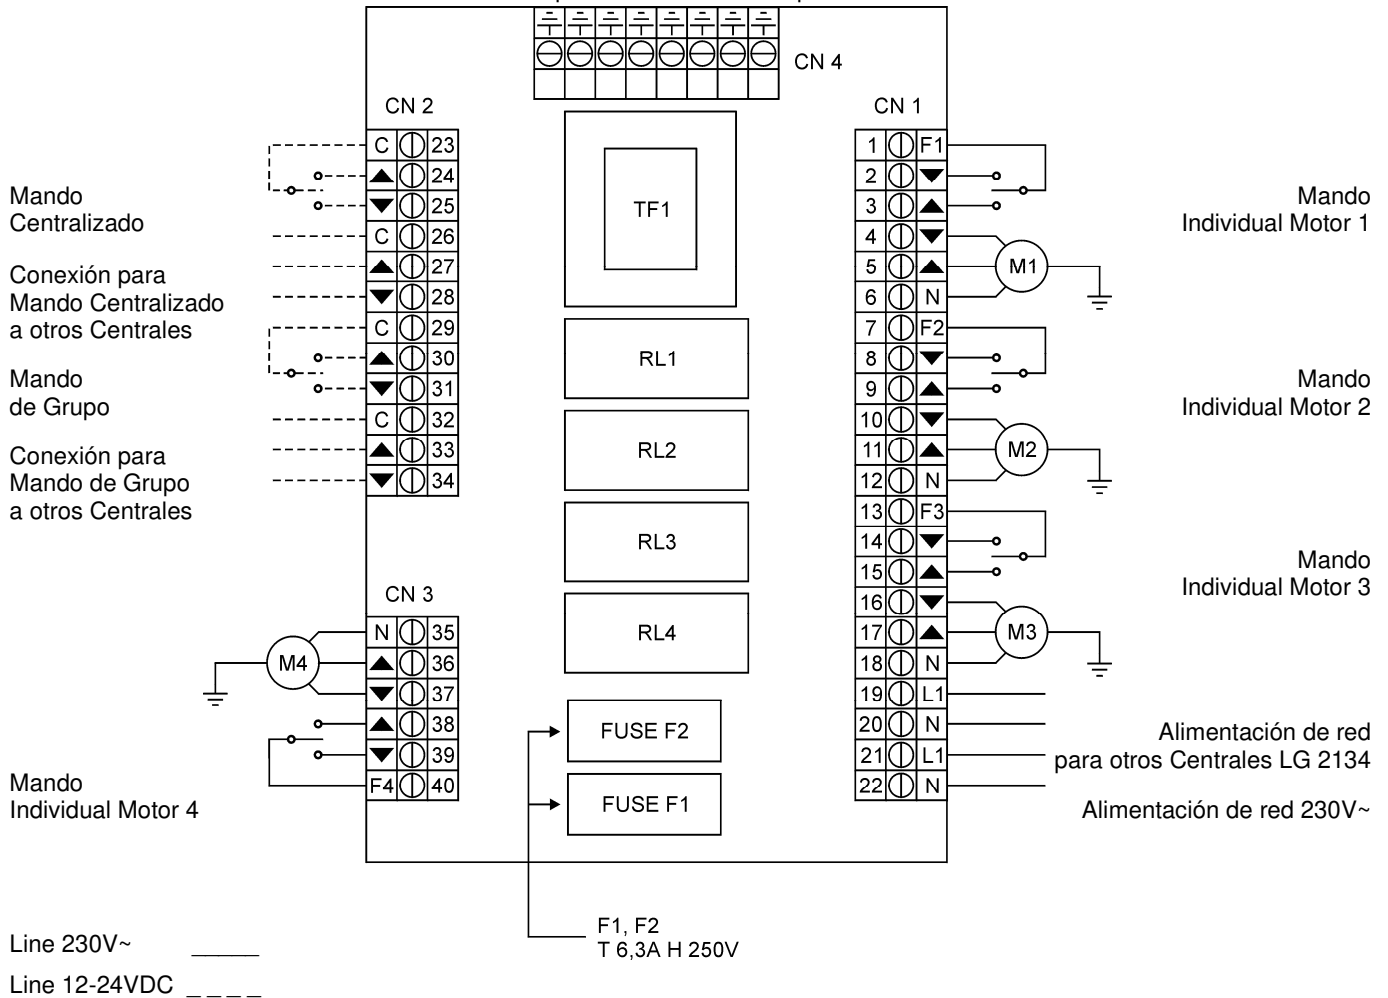 CN 4
CN 2
C 23
▲ 24
▼ 25
C 26
▲ 27
▼ 28
C 29
▲ 30
▼ 31
C 32
▲ 33
▼ 34
Mando
Centralizado
Conexión para
Mando Centralizado
a otros Centrales
Mando
de Grupo
Conexión para
Mando de Grupo
a otros Centrales
CN 3
N 35
▲ 36
▼ 37
▲ 38
▼ 39
F4 40
M4
Mando
Individual Motor 4
TF1
RL1
RL2
RL3
RL4
FUSE F2
FUSE F1
F1, F2
T 6,3A H 250V
CN 1
1 F1
2 ▼
3 ▲
4 ▼
5 ▲
6 N
7 F2
8 ▼
9 ▲
10 ▼
11 ▲
12 N
13 F3
14 ▼
15 ▲
16 ▼
17 ▲
18 N
19 L1
20 N
21 L1
22 N
Mando
Individual Motor 1
M1
Mando
Individual Motor 2
M2
Mando
Individual Motor 3
M3
Alimentación de red
para otros Centrales LG 2134
Alimentación de red 230V~
Line 230V~ _____
Line 12-24VDC _ _ _ _